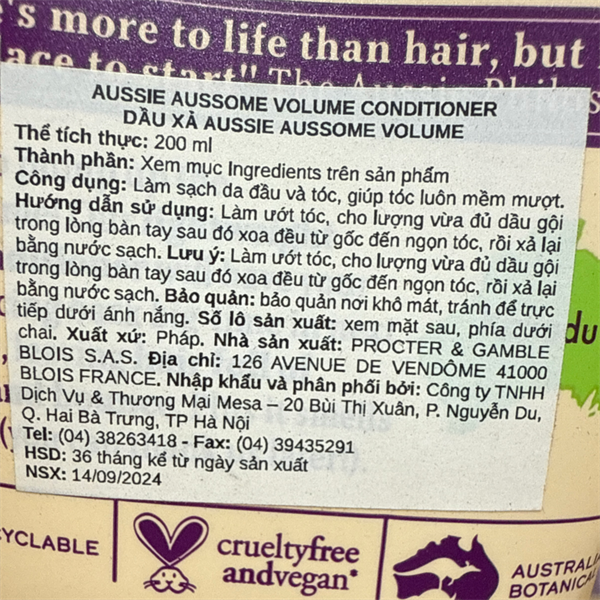 's more to life than hair, but
ace to start" The Aussie Philos
AUSSIE AUSSOME VOLUME CONDITIONER
DẦU XẢ AUSSIE AUSSOME VOLUME
Thể tích thực: 200 ml
Thành phần: Xem mục Ingredients trên sản phẩm
Công dụng: Làm sạch da đầu và tóc, giúp tóc luôn mềm mượt.
Hướng dẫn sử dụng: Làm ướt tóc, cho lượng vừa đủ dầu gội
trong lòng bàn tay sau đó xoa đều từ gốc đến ngọn tóc, rồi xả lại
bằng nước sạch. Lưu ý: Làm ướt tóc, cho lượng vừa đủ dầu gội
trong lòng bàn tay sau đó xoa đều từ gốc đến ngọn tóc, rồi xả lại
bằng nước sạch. Bảo quản: bảo quản nơi khô mát, tránh để trực
tiếp dưới ánh nắng. Số lô sản xuất: xem mặt sau, phía dưới
chai. Xuất xứ: Pháp. Nhà sản xuất: PROCTER & GAMBLE
BLOIS S.A.S. Địa chỉ: 126 AVENUE DE VENDÔME 41000
BLOIS FRANCE. Nhập khẩu và phân phối bởi: Công ty TNHH
Dịch Vụ & Thương Mại Mesa – 20 Bùi Thị Xuân, P. Nguyễn Du,
Q. Hai Bà Trưng, TP Hà Nội
Tel: (04) 38263418 - Fax: (04) 39435291
HSD: 36 tháng kể từ ngày sản xuất
NSX: 14/09/2024
du
YCLABLE
crueltyfree
andvegan*
AUSTRALI
BOTANICAL